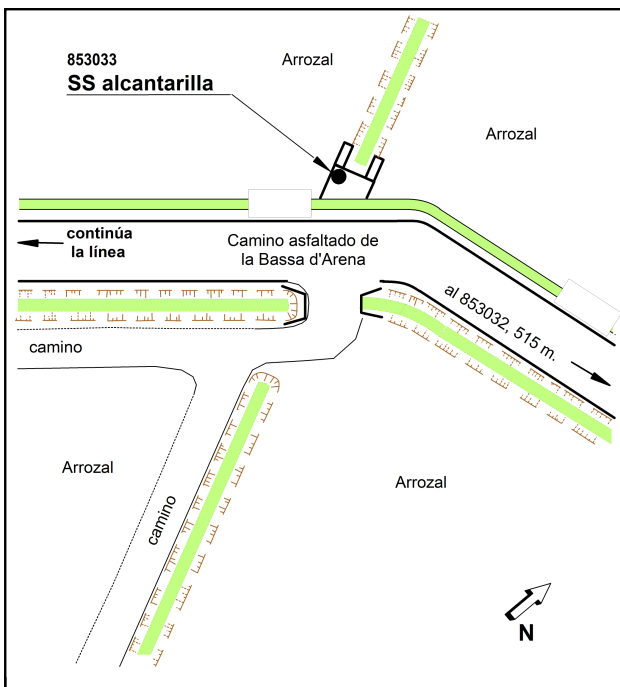 853033
SS alcantarilla
Arrozal
Arrozal
continúa
la línea
Camino asfaltado de
la Bassa d'Arena
al 853032, 515 m.
camino
Arrozal
camino
Arrozal
N